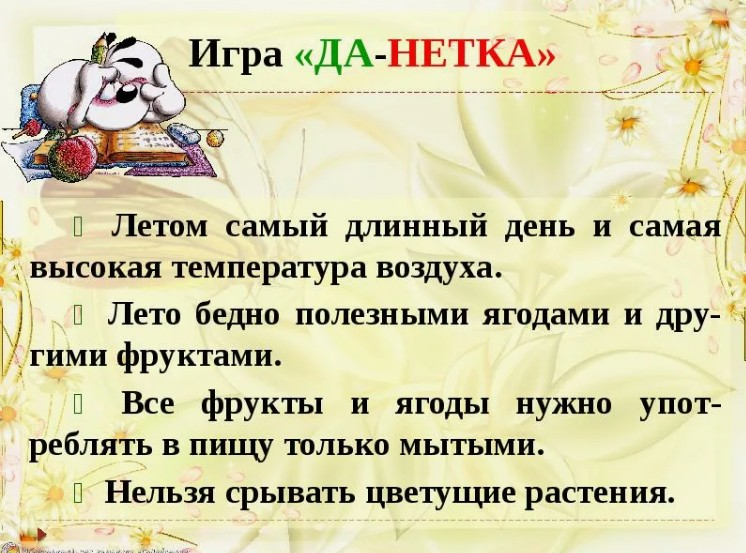 Игра «ДА-НЕТКА»
Летом самый длинный день и самая
высокая температура воздуха.
Лето бедно полезными ягодами и дру-
гими фруктами.
Все фрукты и ягоды нужно упот-
реблять в пищу только мытыми.
Нельзя срывать цветущие растения.